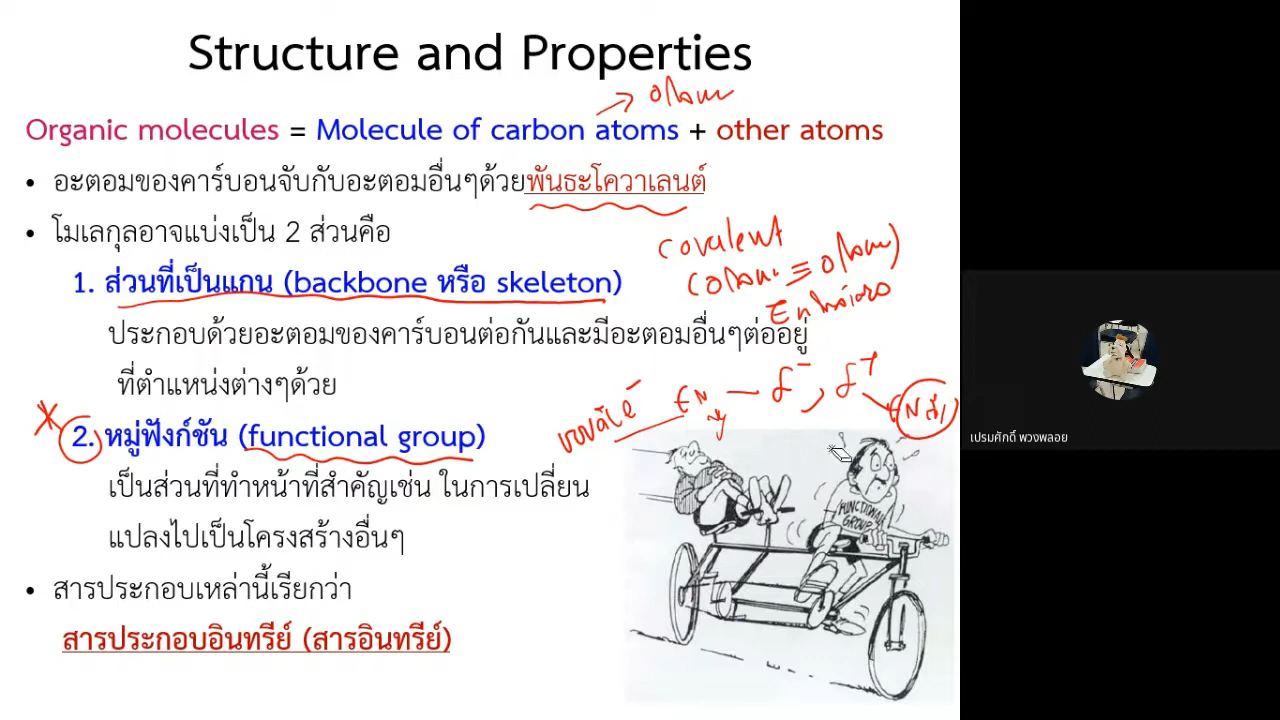 Structure and Properties
อโลหะ
Organic molecules = Molecule of carbon atoms + other atoms
• อะตอมของคาร์บอนจับกับอะตอมอื่นๆด้วยพันธะโควาเลนต์
• โมเลกุลอาจแบ่งเป็น 2 ส่วนคือ
covalent
1. ส่วนที่เป็นแกน (backbone หรือ skeleton)
ประกอบด้วยอะตอมของคาร์บอนต่อกันและมีอะตอมอื่นๆต่ออยู่
ที่ตำแหน่งต่างๆด้วย
EN δ⁻, δ⁺
2. หมู่ฟังก์ชัน (functional group)
เป็นส่วนที่ทำหน้าที่สำคัญเช่น ในการเปลี่ยน
แปลงไปเป็นโครงสร้างอื่นๆ
FUNCTIONAL
GROUP
• สารประกอบเหล่านี้เรียกว่า
สารประกอบอินทรีย์ (สารอินทรีย์)
เปรมศักดิ์ พวงพลอย